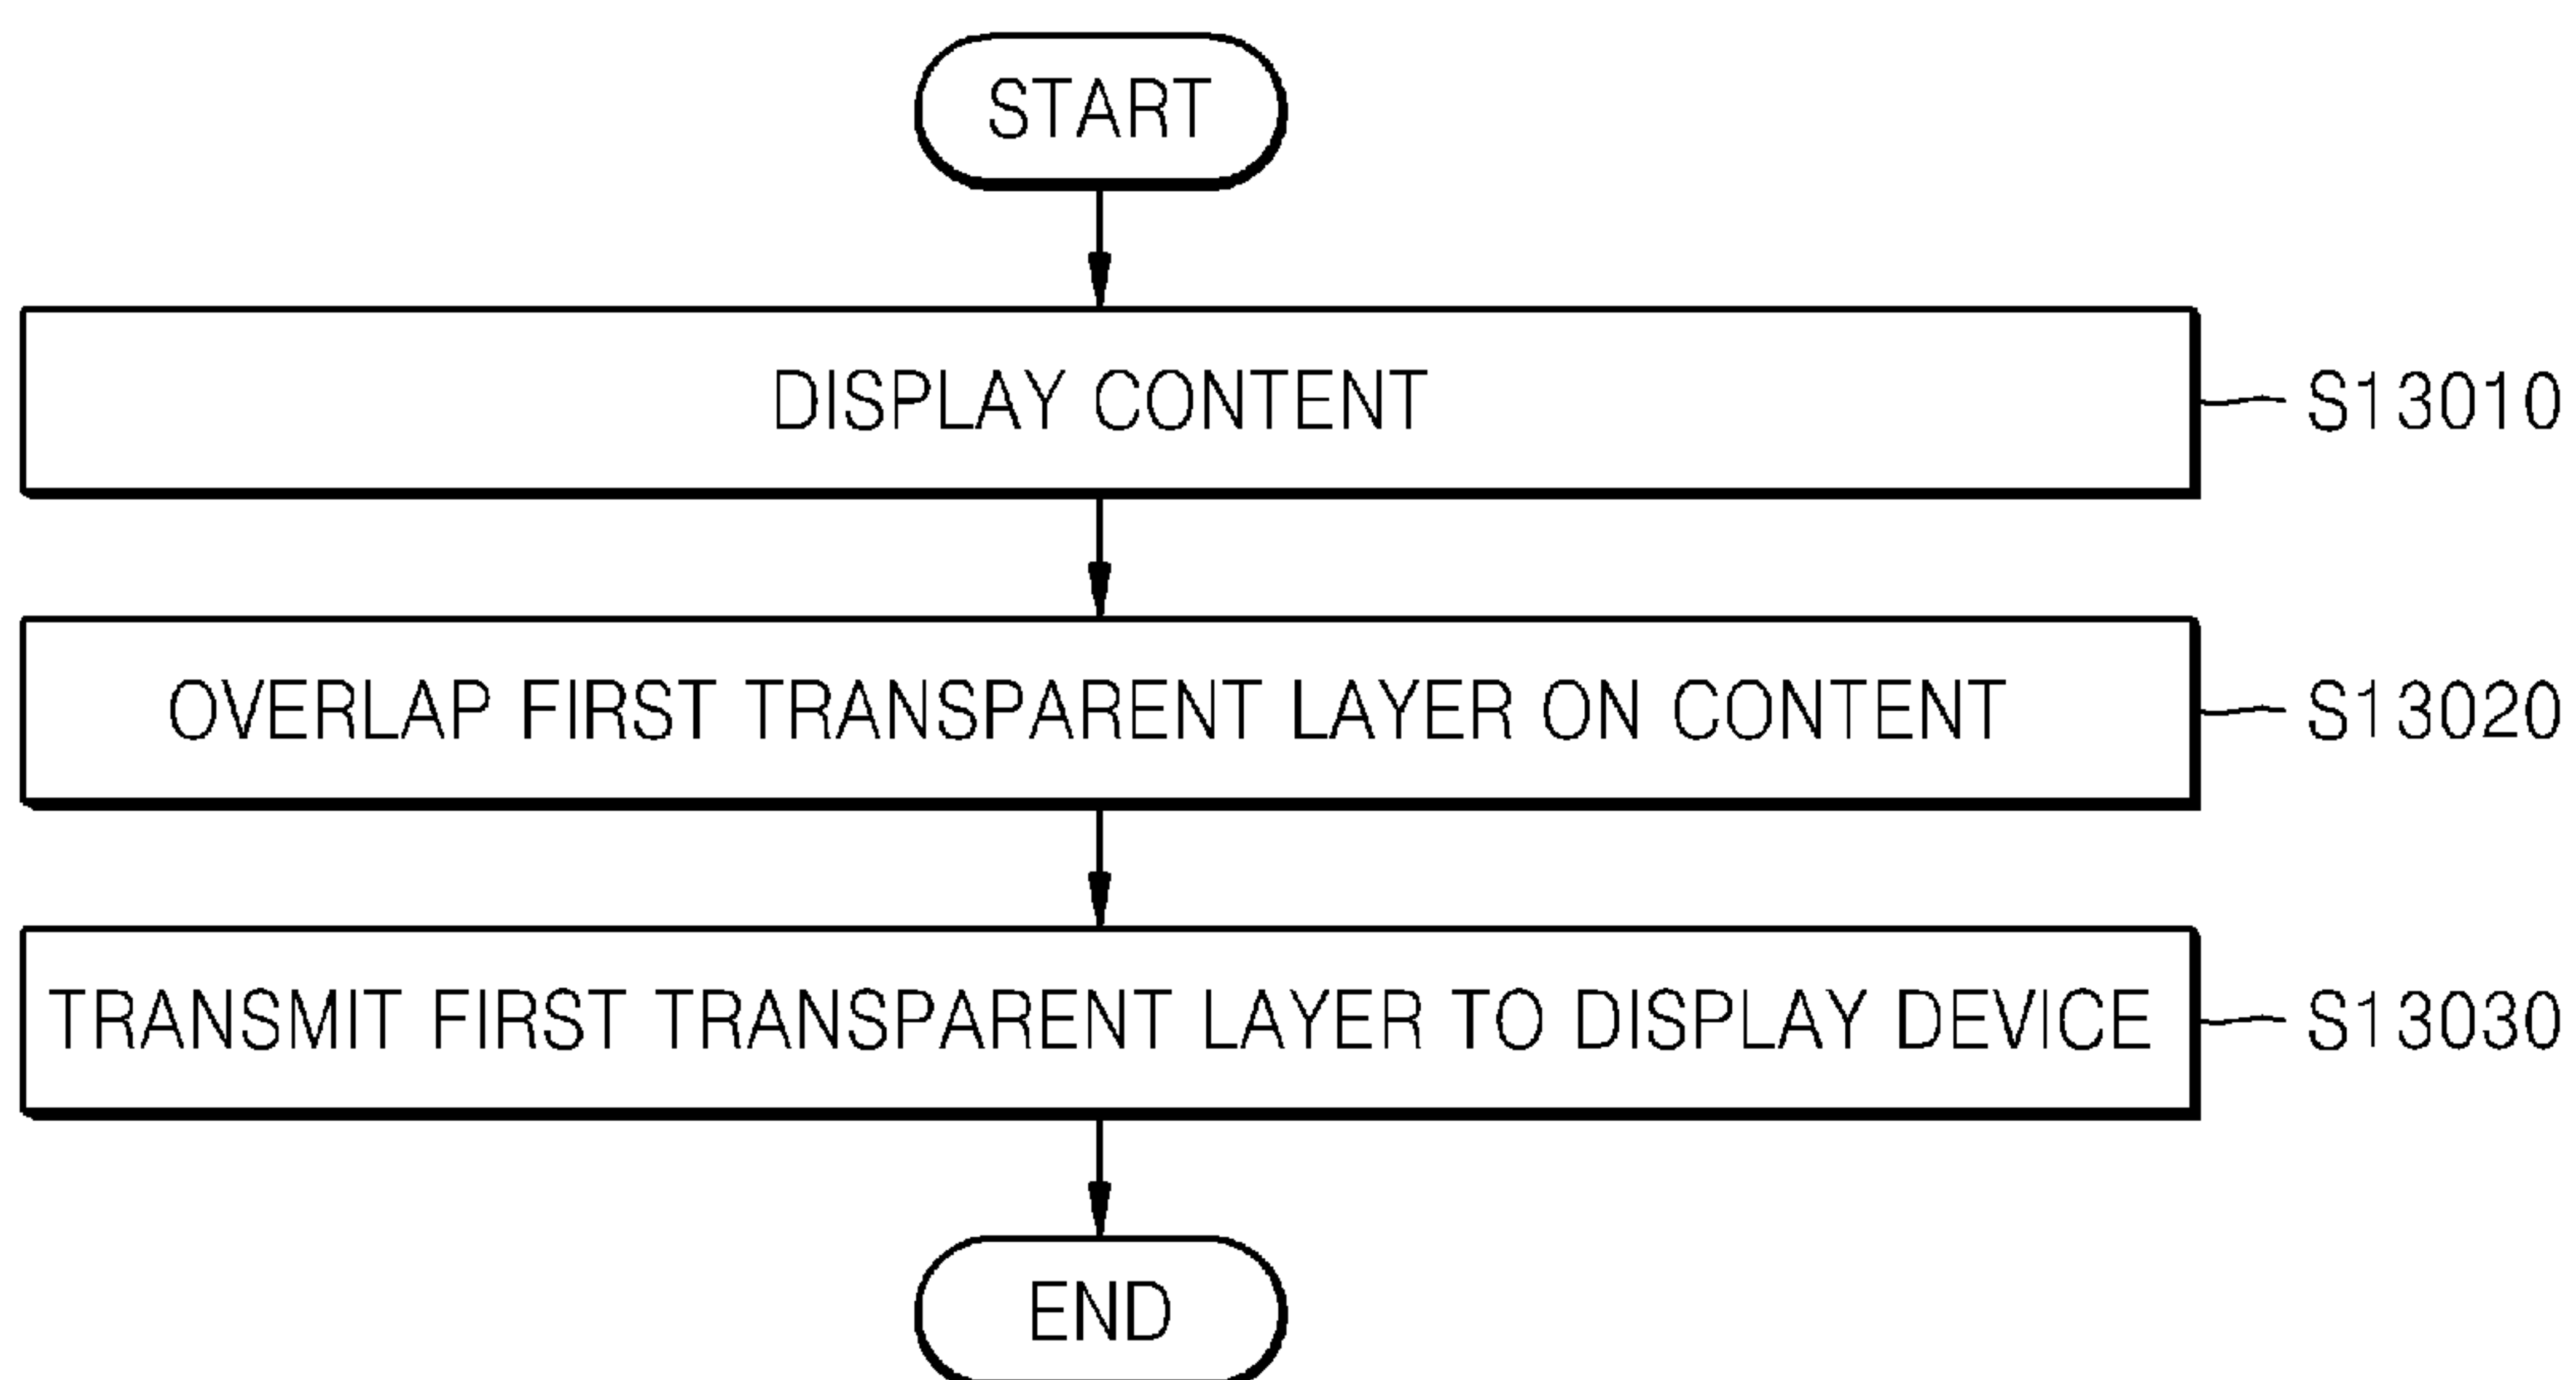 START
DISPLAY CONTENT
S13010
OVERLAP FIRST TRANSPARENT LAYER ON CONTENT
S13020
TRANSMIT FIRST TRANSPARENT LAYER TO DISPLAY DEVICE
S13030
END